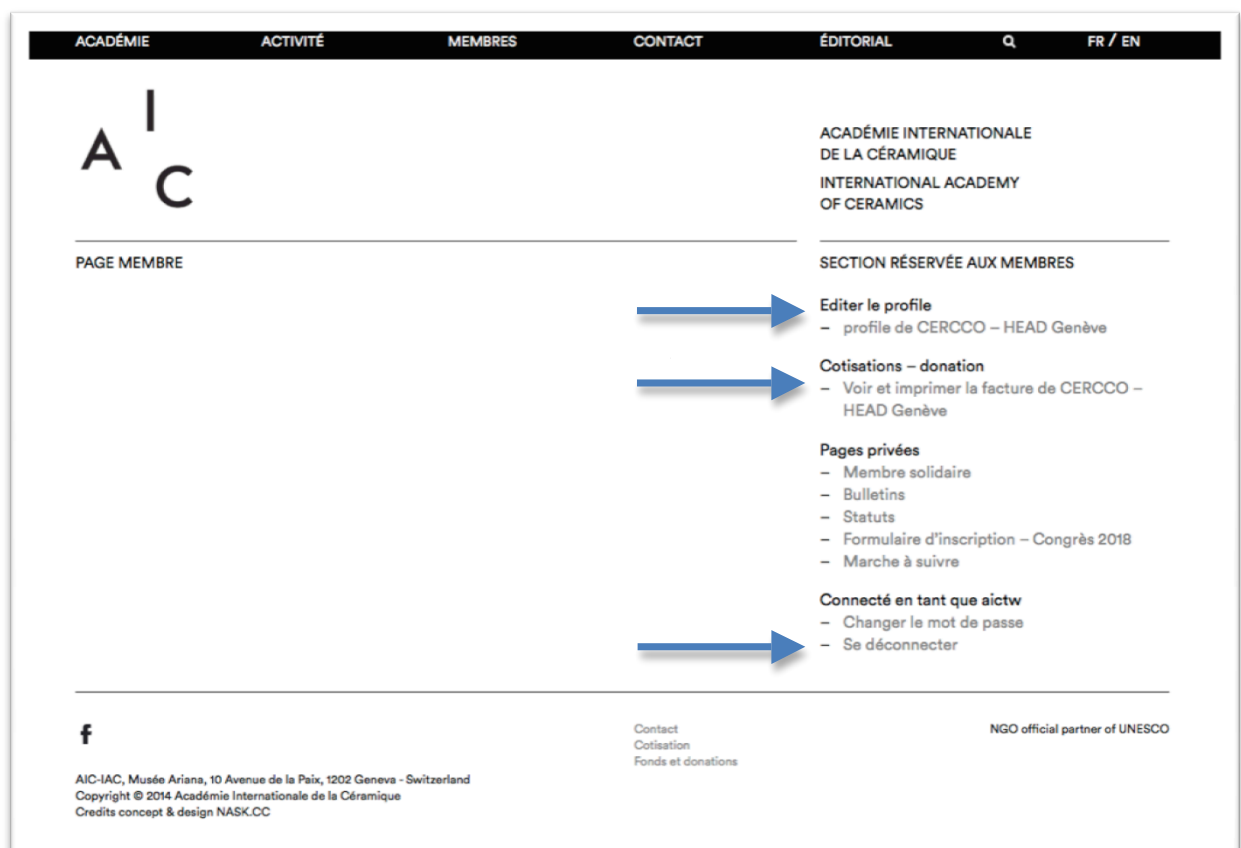 ACADÉMIE ACTIVITÉ MEMBRES CONTACT ÉDITORIAL FR / EN
A I C
ACADÉMIE INTERNATIONALE
DE LA CÉRAMIQUE
INTERNATIONAL ACADEMY
OF CERAMICS
PAGE MEMBRE
SECTION RÉSERVÉE AUX MEMBRES
Editer le profile
– profile de CERCCO – HEAD Genève
Cotisations – donation
– Voir et imprimer la facture de CERCCO –
HEAD Genève
Pages privées
– Membre solidaire
– Bulletins
– Statuts
– Formulaire d'inscription – Congrès 2018
– Marche à suivre
Connecté en tant que aictw
– Changer le mot de passe
– Se déconnecter
f
AIC-IAC, Musée Ariana, 10 Avenue de la Paix, 1202 Geneva - Switzerland
Copyright © 2014 Académie Internationale de la Céramique
Credits concept & design NASK.CC
Contact
Cotisation
Fonds et donations
NGO official partner of UNESCO